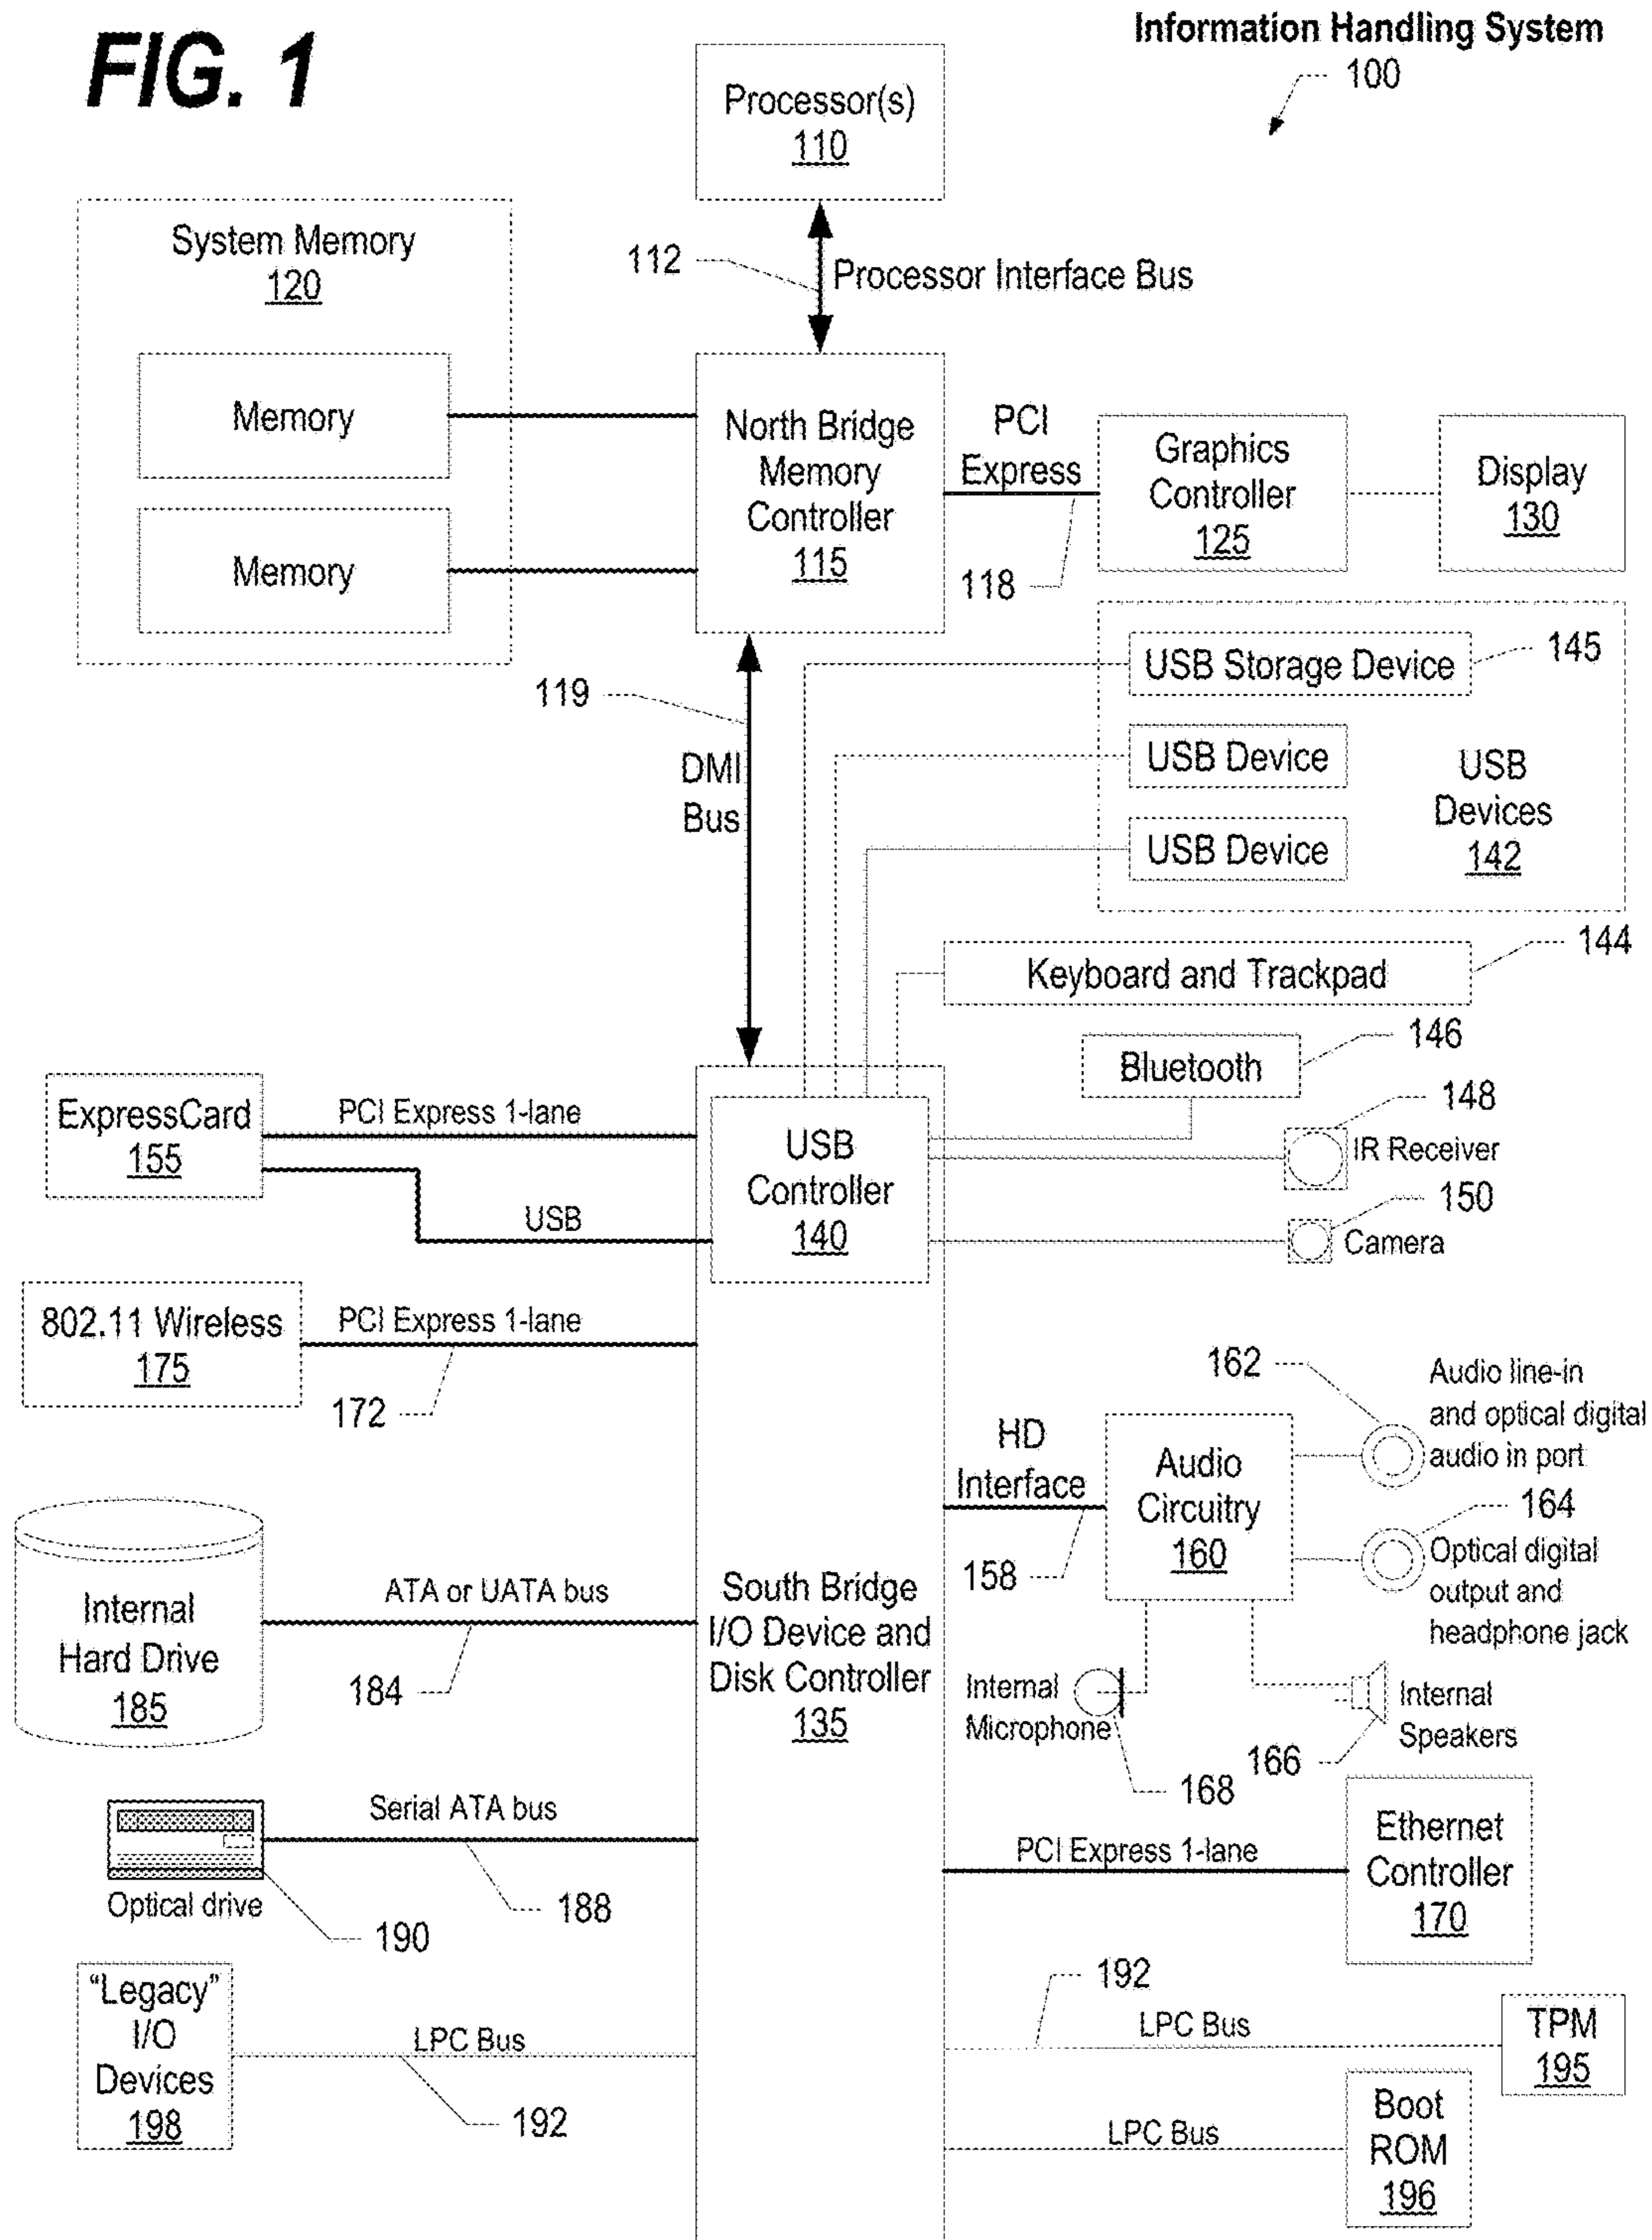 FIG. 1
Information Handling System
100
Processor(s)
110
System Memory
120
112
Processor Interface Bus
Memory
Memory
North Bridge
Memory
Controller
115
PCI
Express
118
Graphics
Controller
125
Display
130
119
DMI
Bus
USB Storage Device
145
USB Device
USB Device
USB
Devices
142
Keyboard and Trackpad
144
Bluetooth
146
148
IR Receiver
150
Camera
ExpressCard
155
PCI Express 1-lane
USB
USB
Controller
140
802.11 Wireless
175
PCI Express 1-lane
172
162
Audio line-in
and optical digital
audio in port
HD
Interface
158
Audio
Circuitry
160
164
Optical digital
output and
headphone jack
Internal
Hard Drive
185
ATA or UATA bus
184
South Bridge
I/O Device and
Disk Controller
135
Internal
Microphone
168
166
Internal
Speakers
Optical drive
190
Serial ATA bus
188
PCI Express 1-lane
Ethernet
Controller
170
"Legacy"
I/O
Devices
198
LPC Bus
192
192
LPC Bus
TPM
195
LPC Bus
Boot
ROM
196